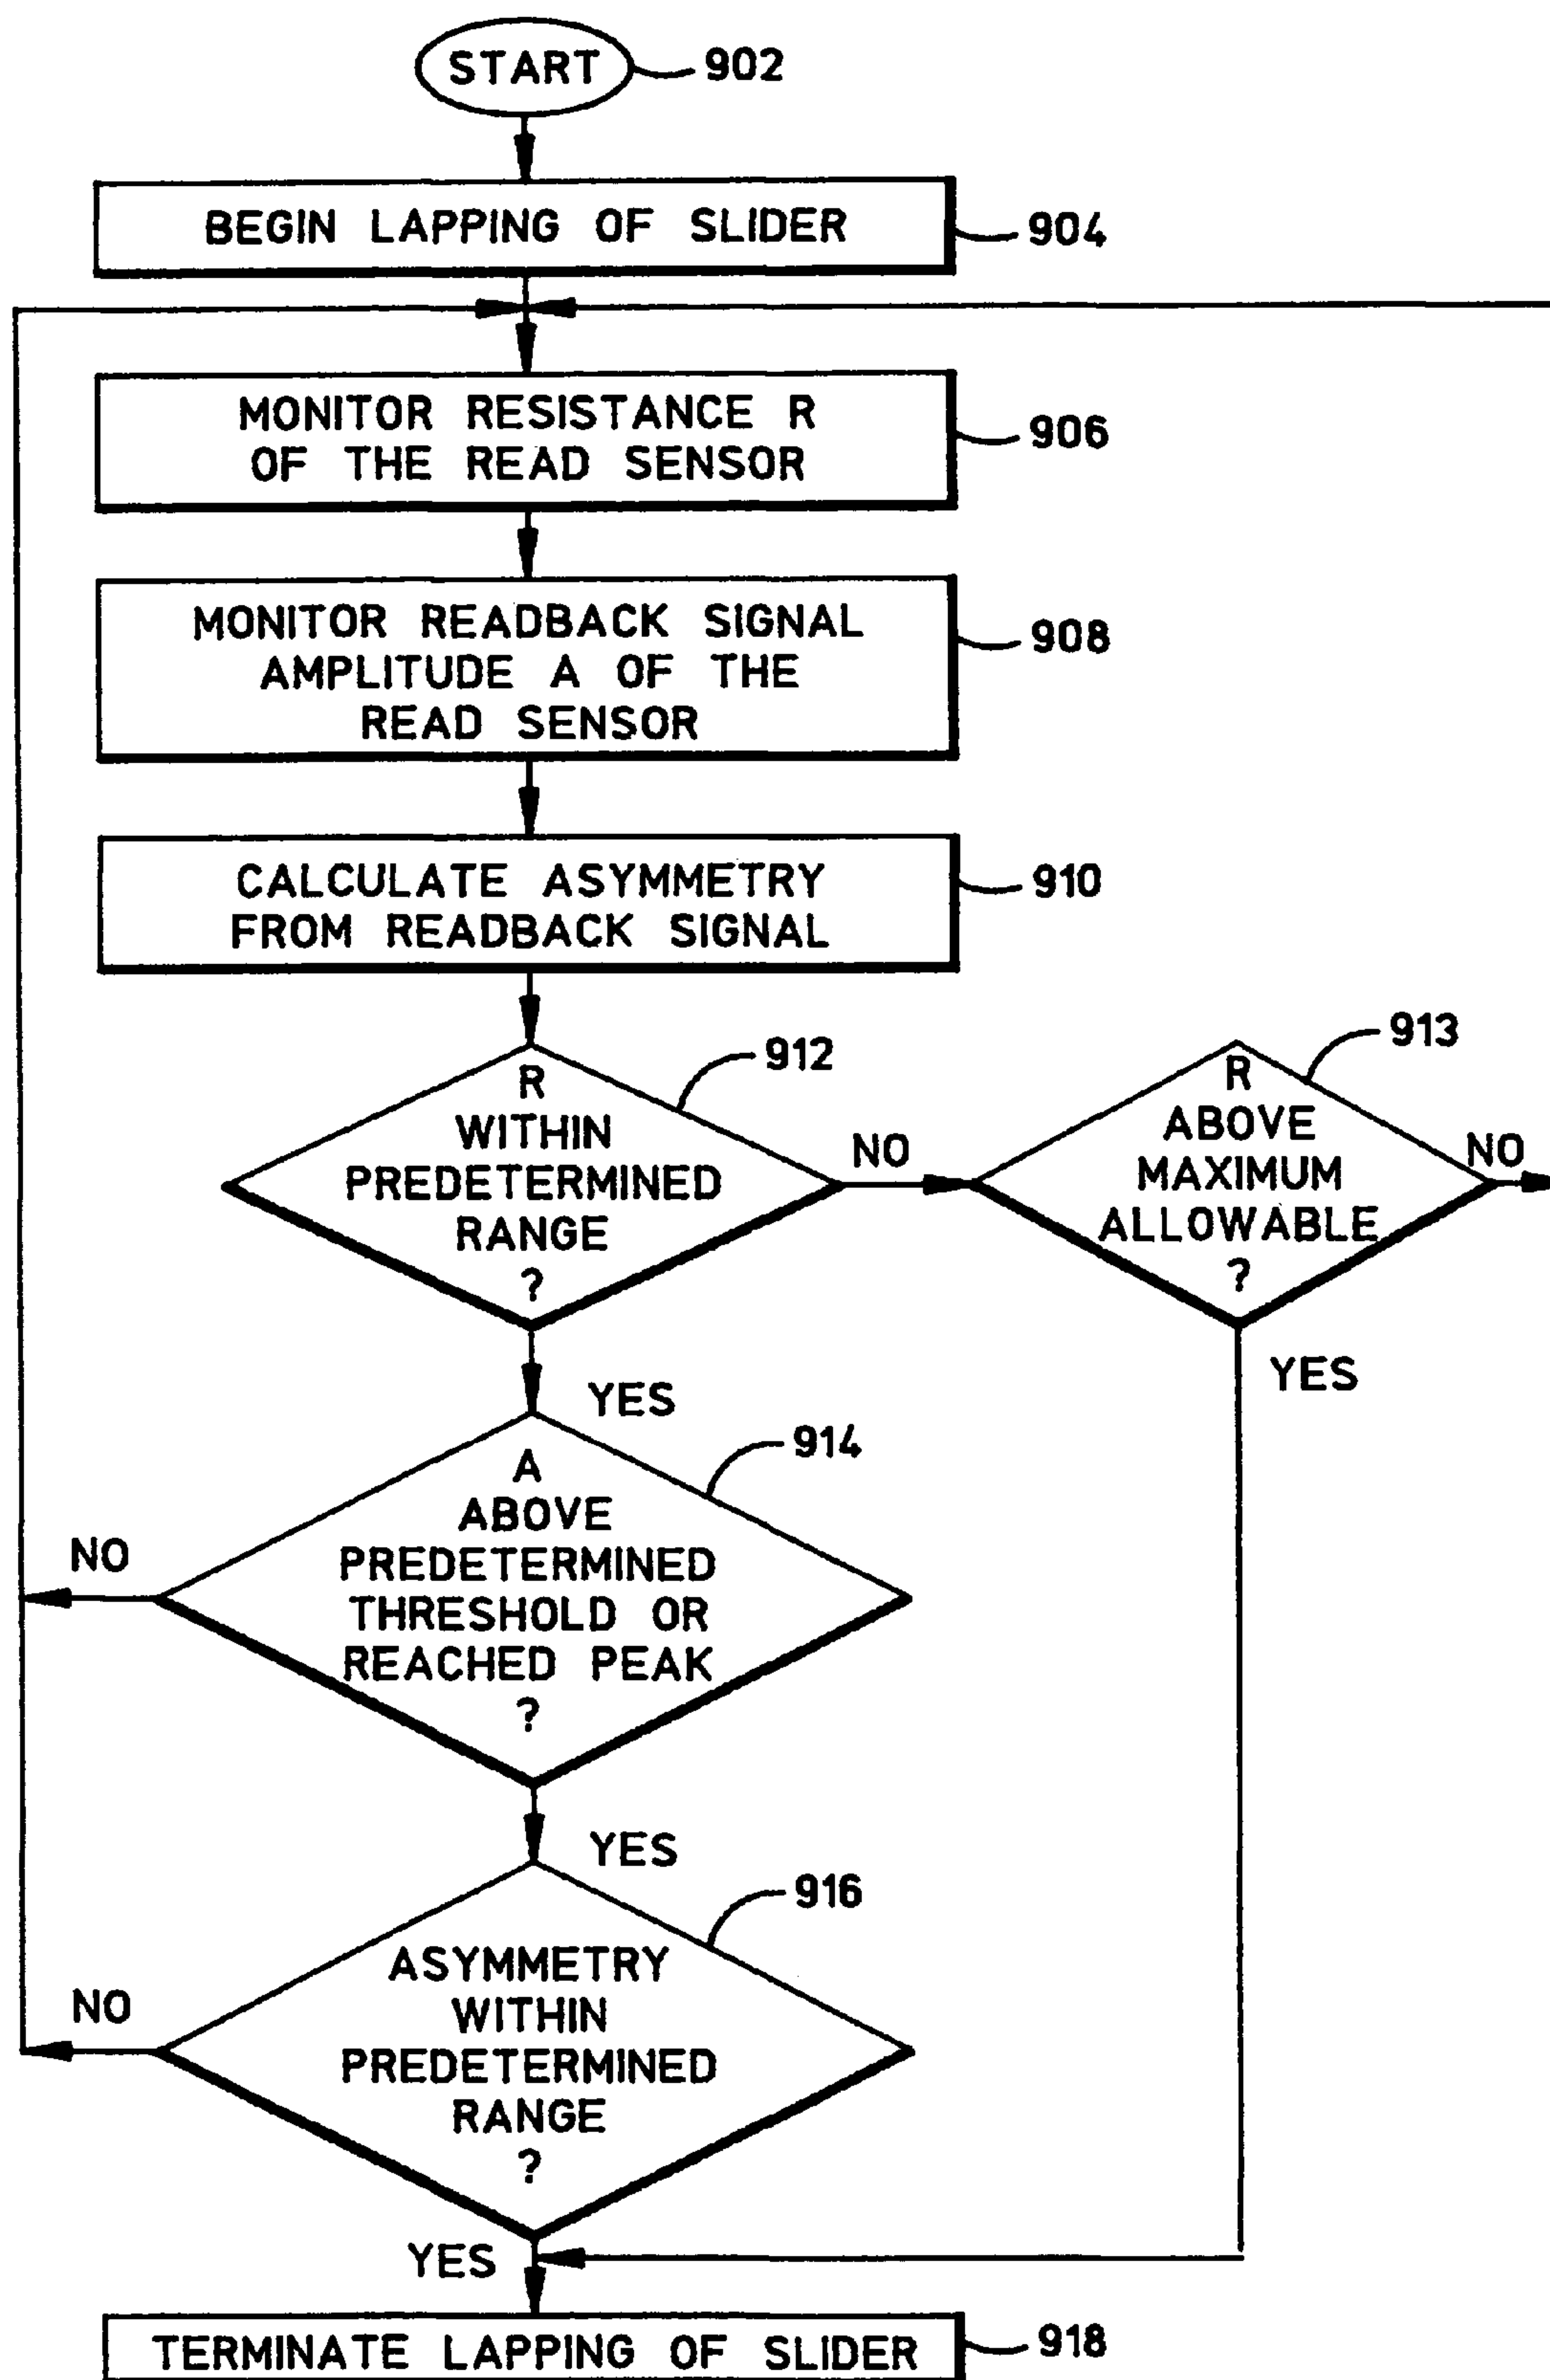 START
902
BEGIN LAPPING OF SLIDER
904
MONITOR RESISTANCE R
OF THE READ SENSOR
906
MONITOR READBACK SIGNAL
AMPLITUDE A OF THE
READ SENSOR
908
CALCULATE ASYMMETRY
FROM READBACK SIGNAL
910
R
WITHIN
PREDETERMINED
RANGE
?
912
NO
R
ABOVE
MAXIMUM
ALLOWABLE
?
913
NO
YES
YES
A
ABOVE
PREDETERMINED
THRESHOLD OR
REACHED PEAK
?
914
NO
YES
ASYMMETRY
WITHIN
PREDETERMINED
RANGE
?
916
NO
YES
TERMINATE LAPPING OF SLIDER
918